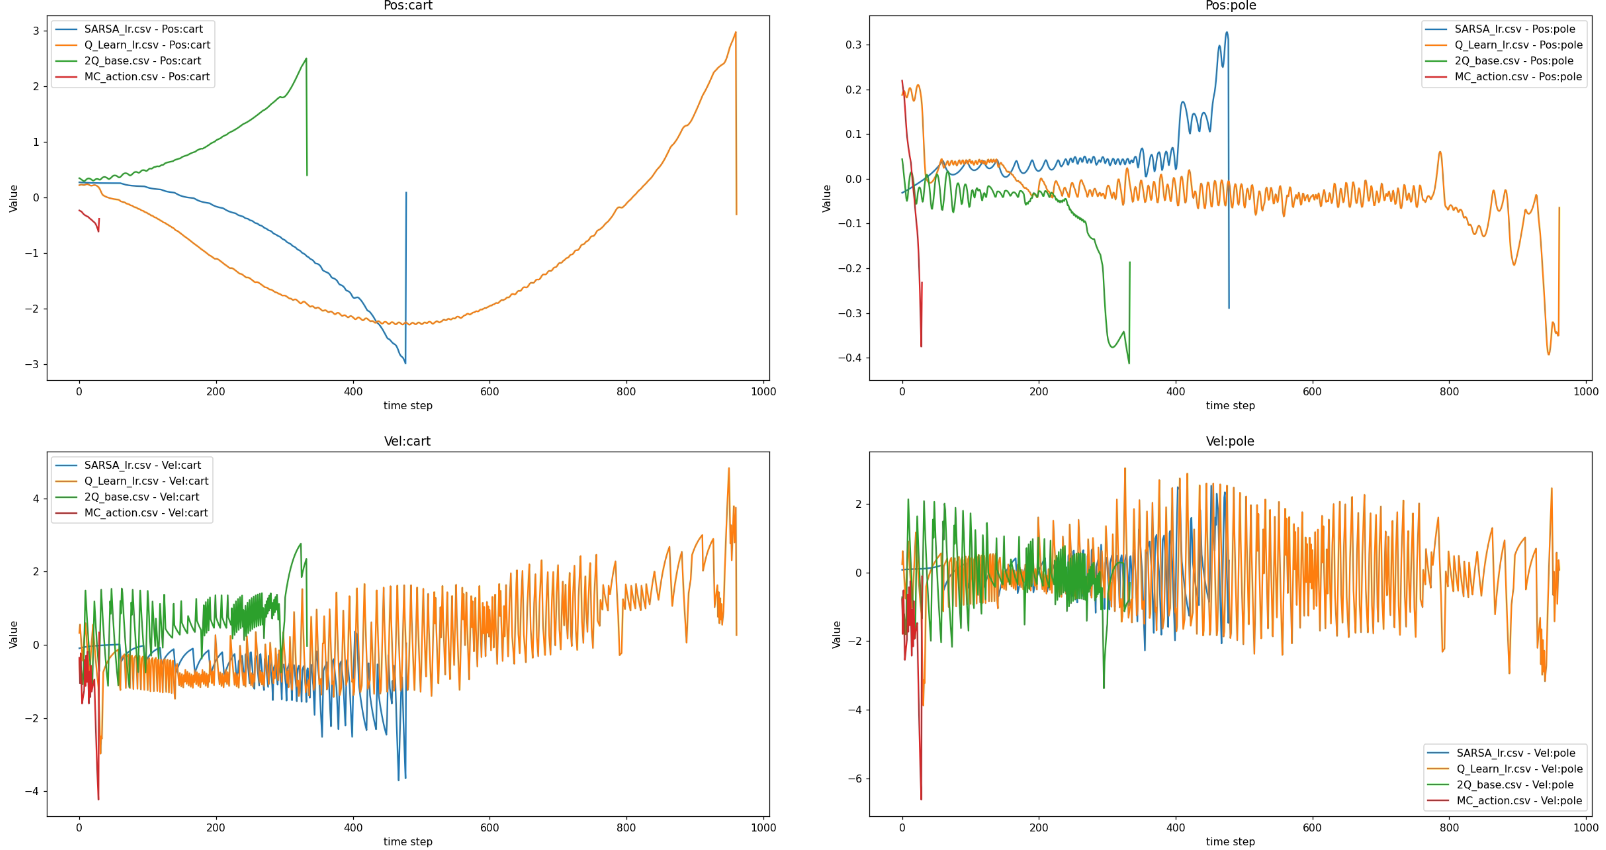 Pos:cart
SARSA_lr.csv - Pos:cart
Q_Learn_lr.csv - Pos:cart
2Q_base.csv - Pos:cart
MC_action.csv - Pos:cart
3
2
1
0
−1
−2
−3
Value
0
200
400
600
800
1000
time step
Pos:pole
SARSA_lr.csv - Pos:pole
Q_Learn_lr.csv - Pos:pole
2Q_base.csv - Pos:pole
MC_action.csv - Pos:pole
0.3
0.2
0.1
0.0
−0.1
−0.2
−0.3
−0.4
Value
0
200
400
600
800
1000
time step
Vel:cart
SARSA_lr.csv - Vel:cart
Q_Learn_lr.csv - Vel:cart
2Q_base.csv - Vel:cart
MC_action.csv - Vel:cart
4
2
0
−2
−4
Value
0
200
400
600
800
1000
time step
Vel:pole
2
0
−2
−4
−6
Value
SARSA_lr.csv - Vel:pole
Q_Learn_lr.csv - Vel:pole
2Q_base.csv - Vel:pole
MC_action.csv - Vel:pole
0
200
400
600
800
1000
time step